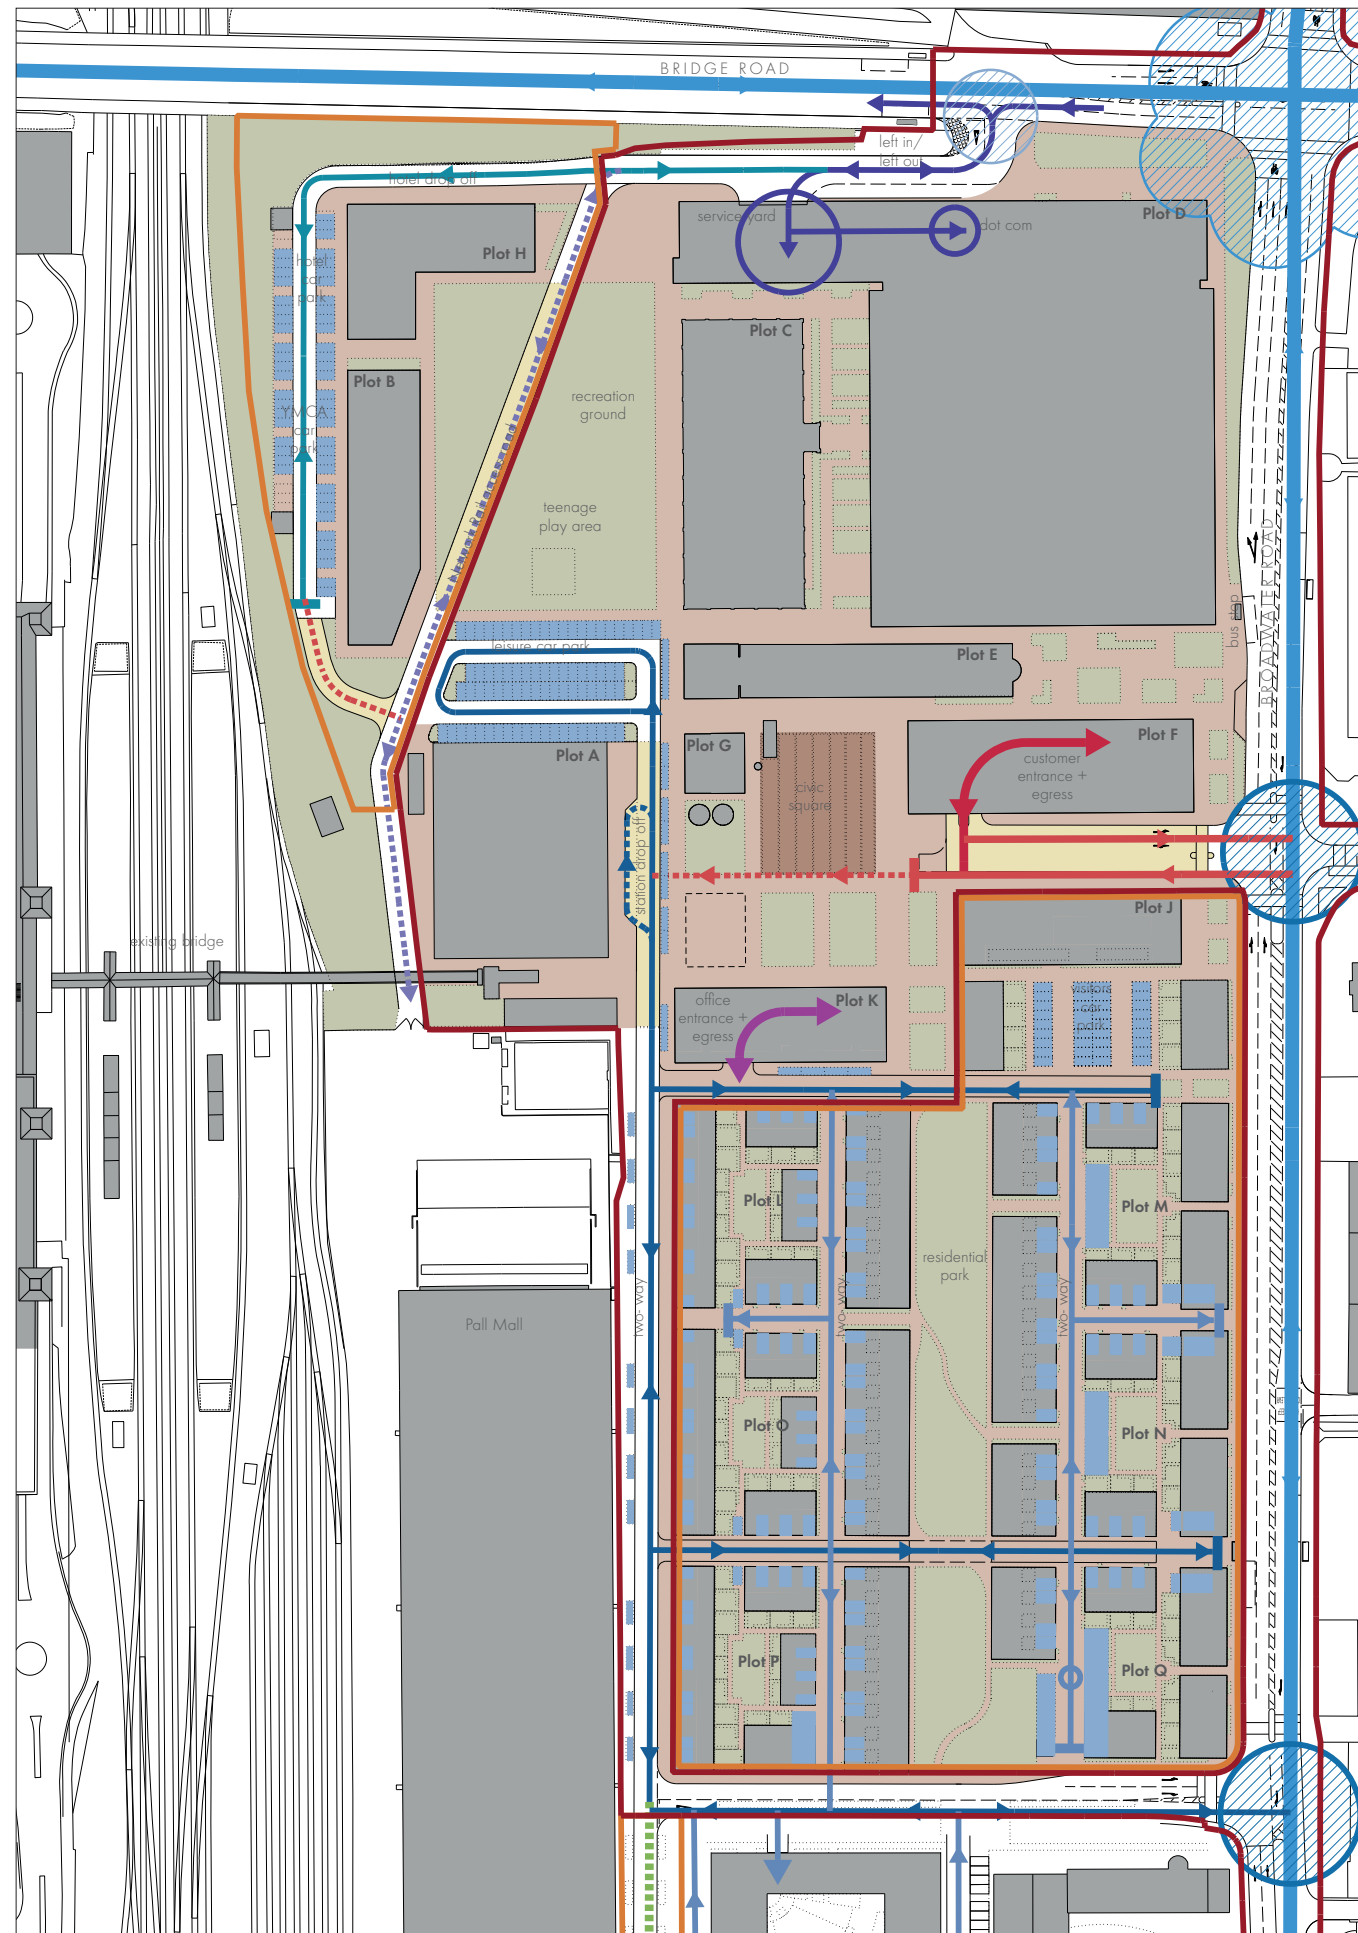 BRIDGE ROAD
left in/
left out
hotel drop off
Plot D
service yard
dot com
Plot H
hotel
car
park
Plot C
Plot B
recreation
ground
YMCA
car
park
teenage
play area
bus stop
BROADWATER ROAD
leisure car park
Plot E
Plot F
Plot G
Plot A
customer
entrance +
egress
civic
square
station drop off
Plot J
existing bridge
visitors
car
park
office
entrance +
egress
Plot K
Plot L
Plot M
residential
park
two- way
two- way
two- way
Pall Mall
Plot O
Plot N
Plot P
Plot Q